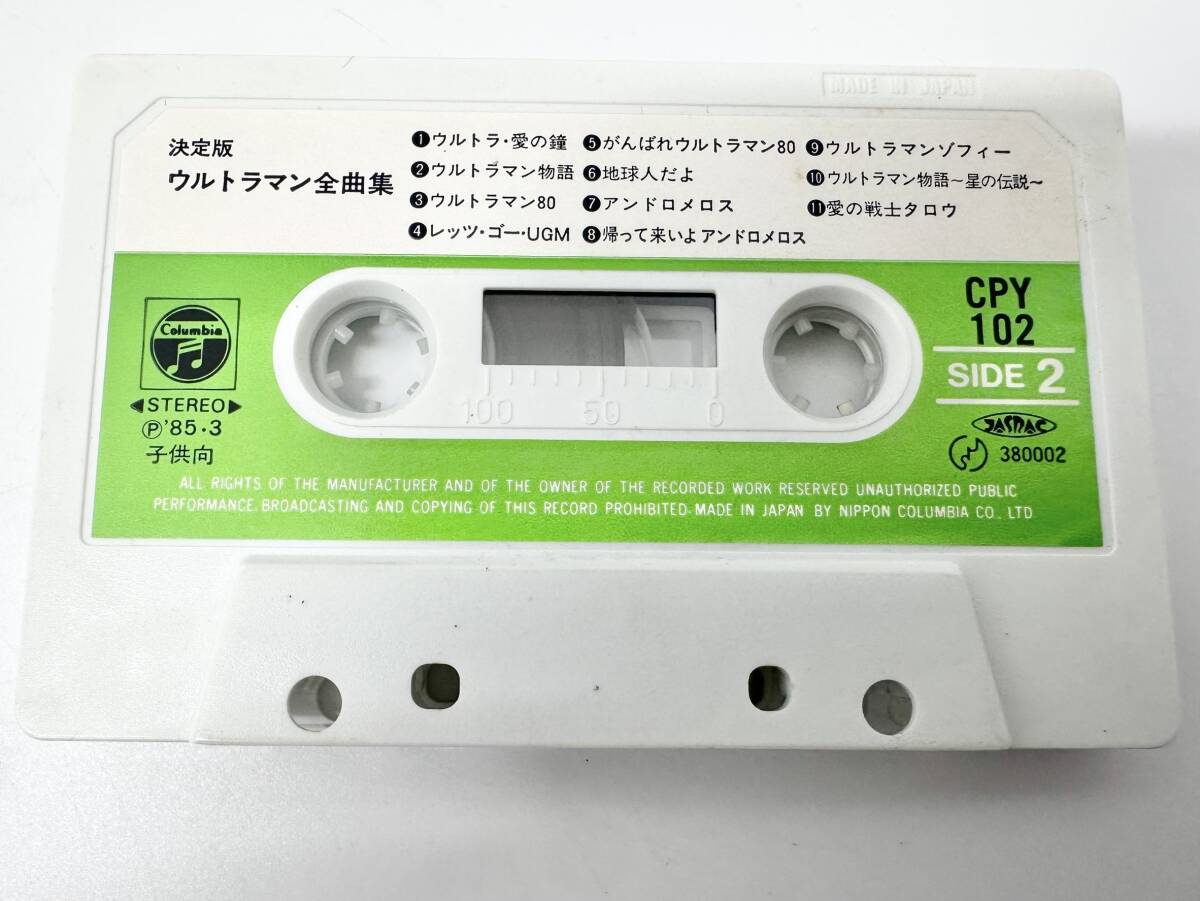 MADE IN JAPAN
決定版
ウルトラマン全曲集
❶ウルトラ・愛の鐘
❷ウルトラマン物語
❸ウルトラマン80
❹レッツ・ゴー・UGM
❺がんばれウルトラマン80
❻地球人だよ
❼アンドロメロス
❽帰って来いよアンドロメロス
❾ウルトラマンゾフィー
❿ウルトラマン物語〜星の伝説〜
⓫愛の戦士タロウ
Columbia
◀STEREO▶
Ⓟ'85・3
子供向
100 50 0
CPY
102
SIDE 2
JASRAC
380002
ALL RIGHTS OF THE MANUFACTURER AND OF THE OWNER OF THE RECORDED WORK RESERVED UNAUTHORIZED PUBLIC
PERFORMANCE. BROADCASTING AND COPYING OF THIS RECORD PROHIBITED. MADE IN JAPAN BY NIPPON COLUMBIA CO., LTD